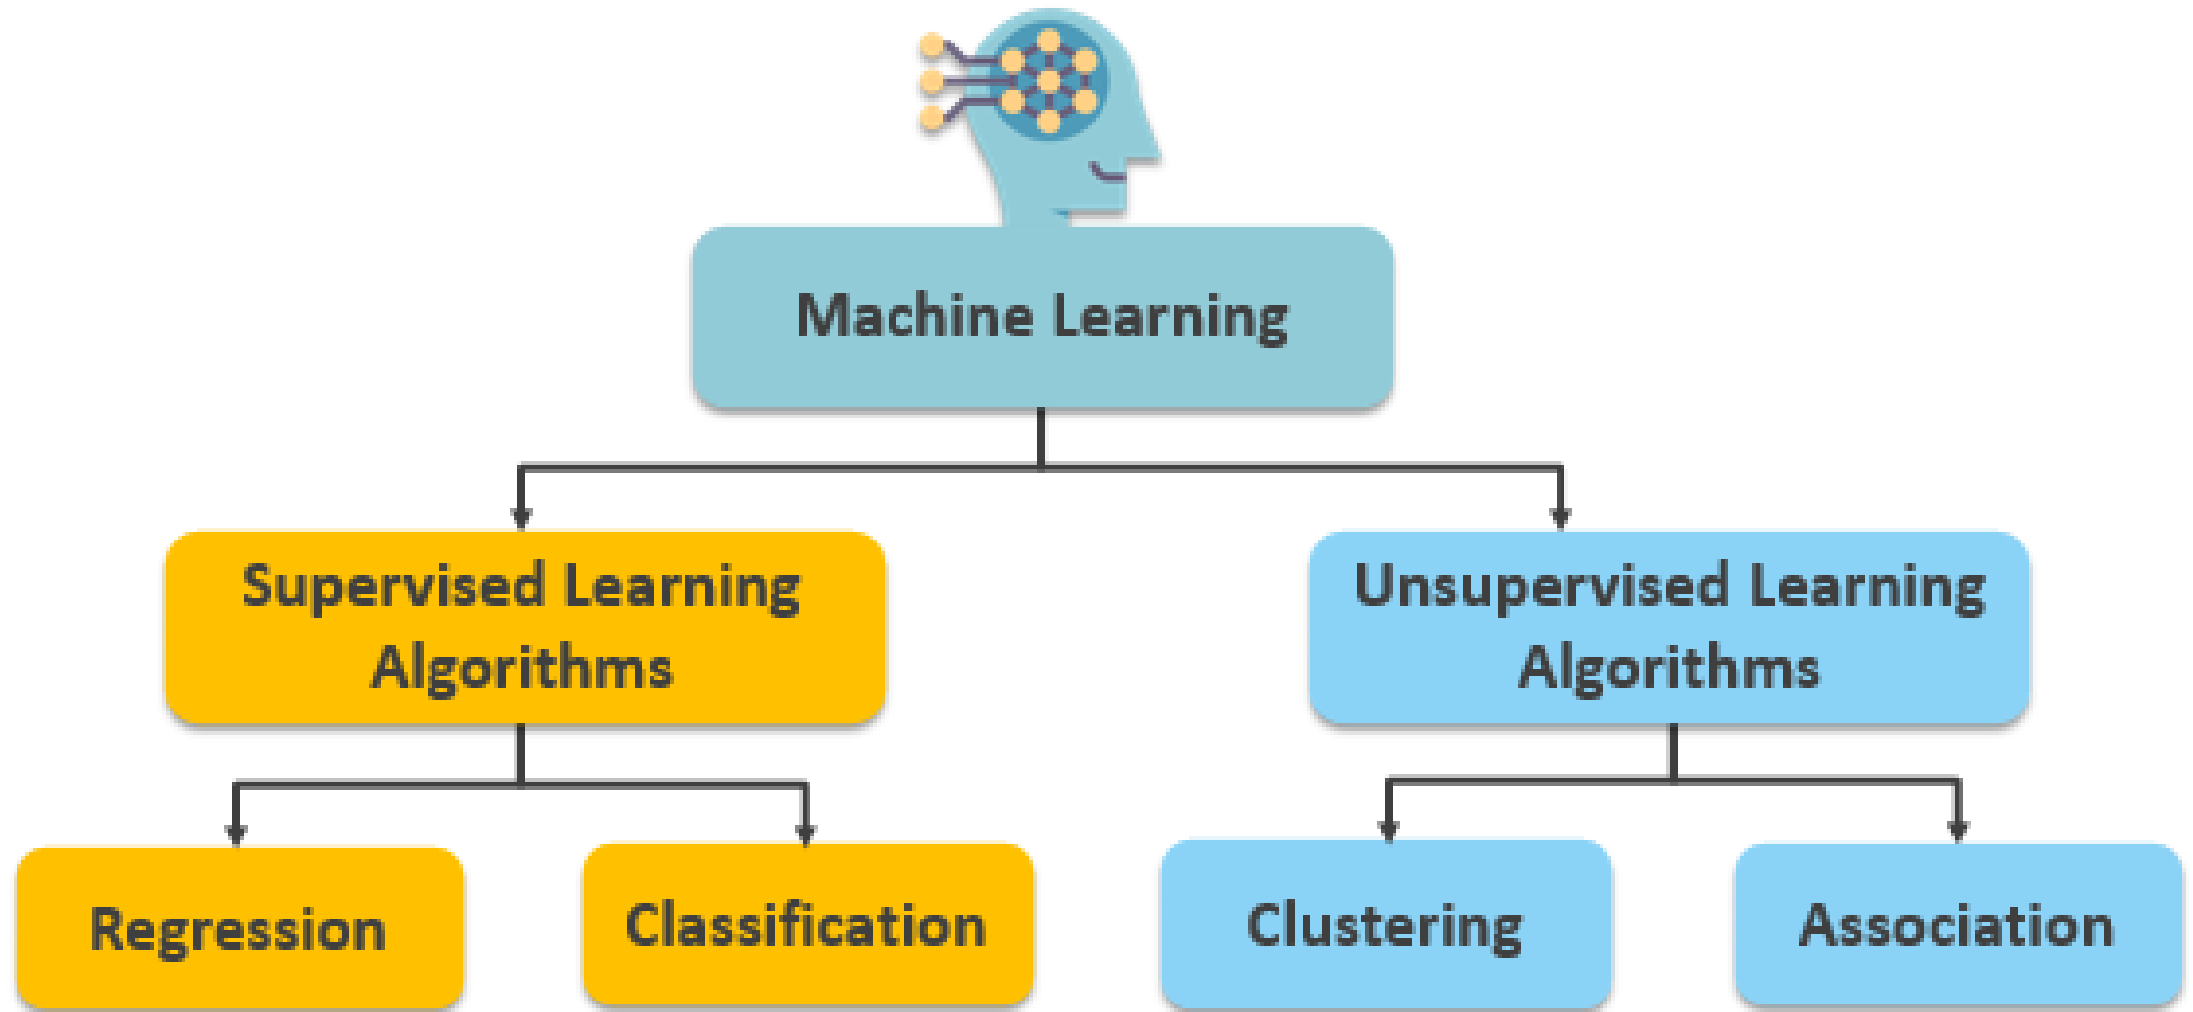 Machine Learning
Supervised Learning
Algorithms
Unsupervised Learning
Algorithms
Regression
Classification
Clustering
Association